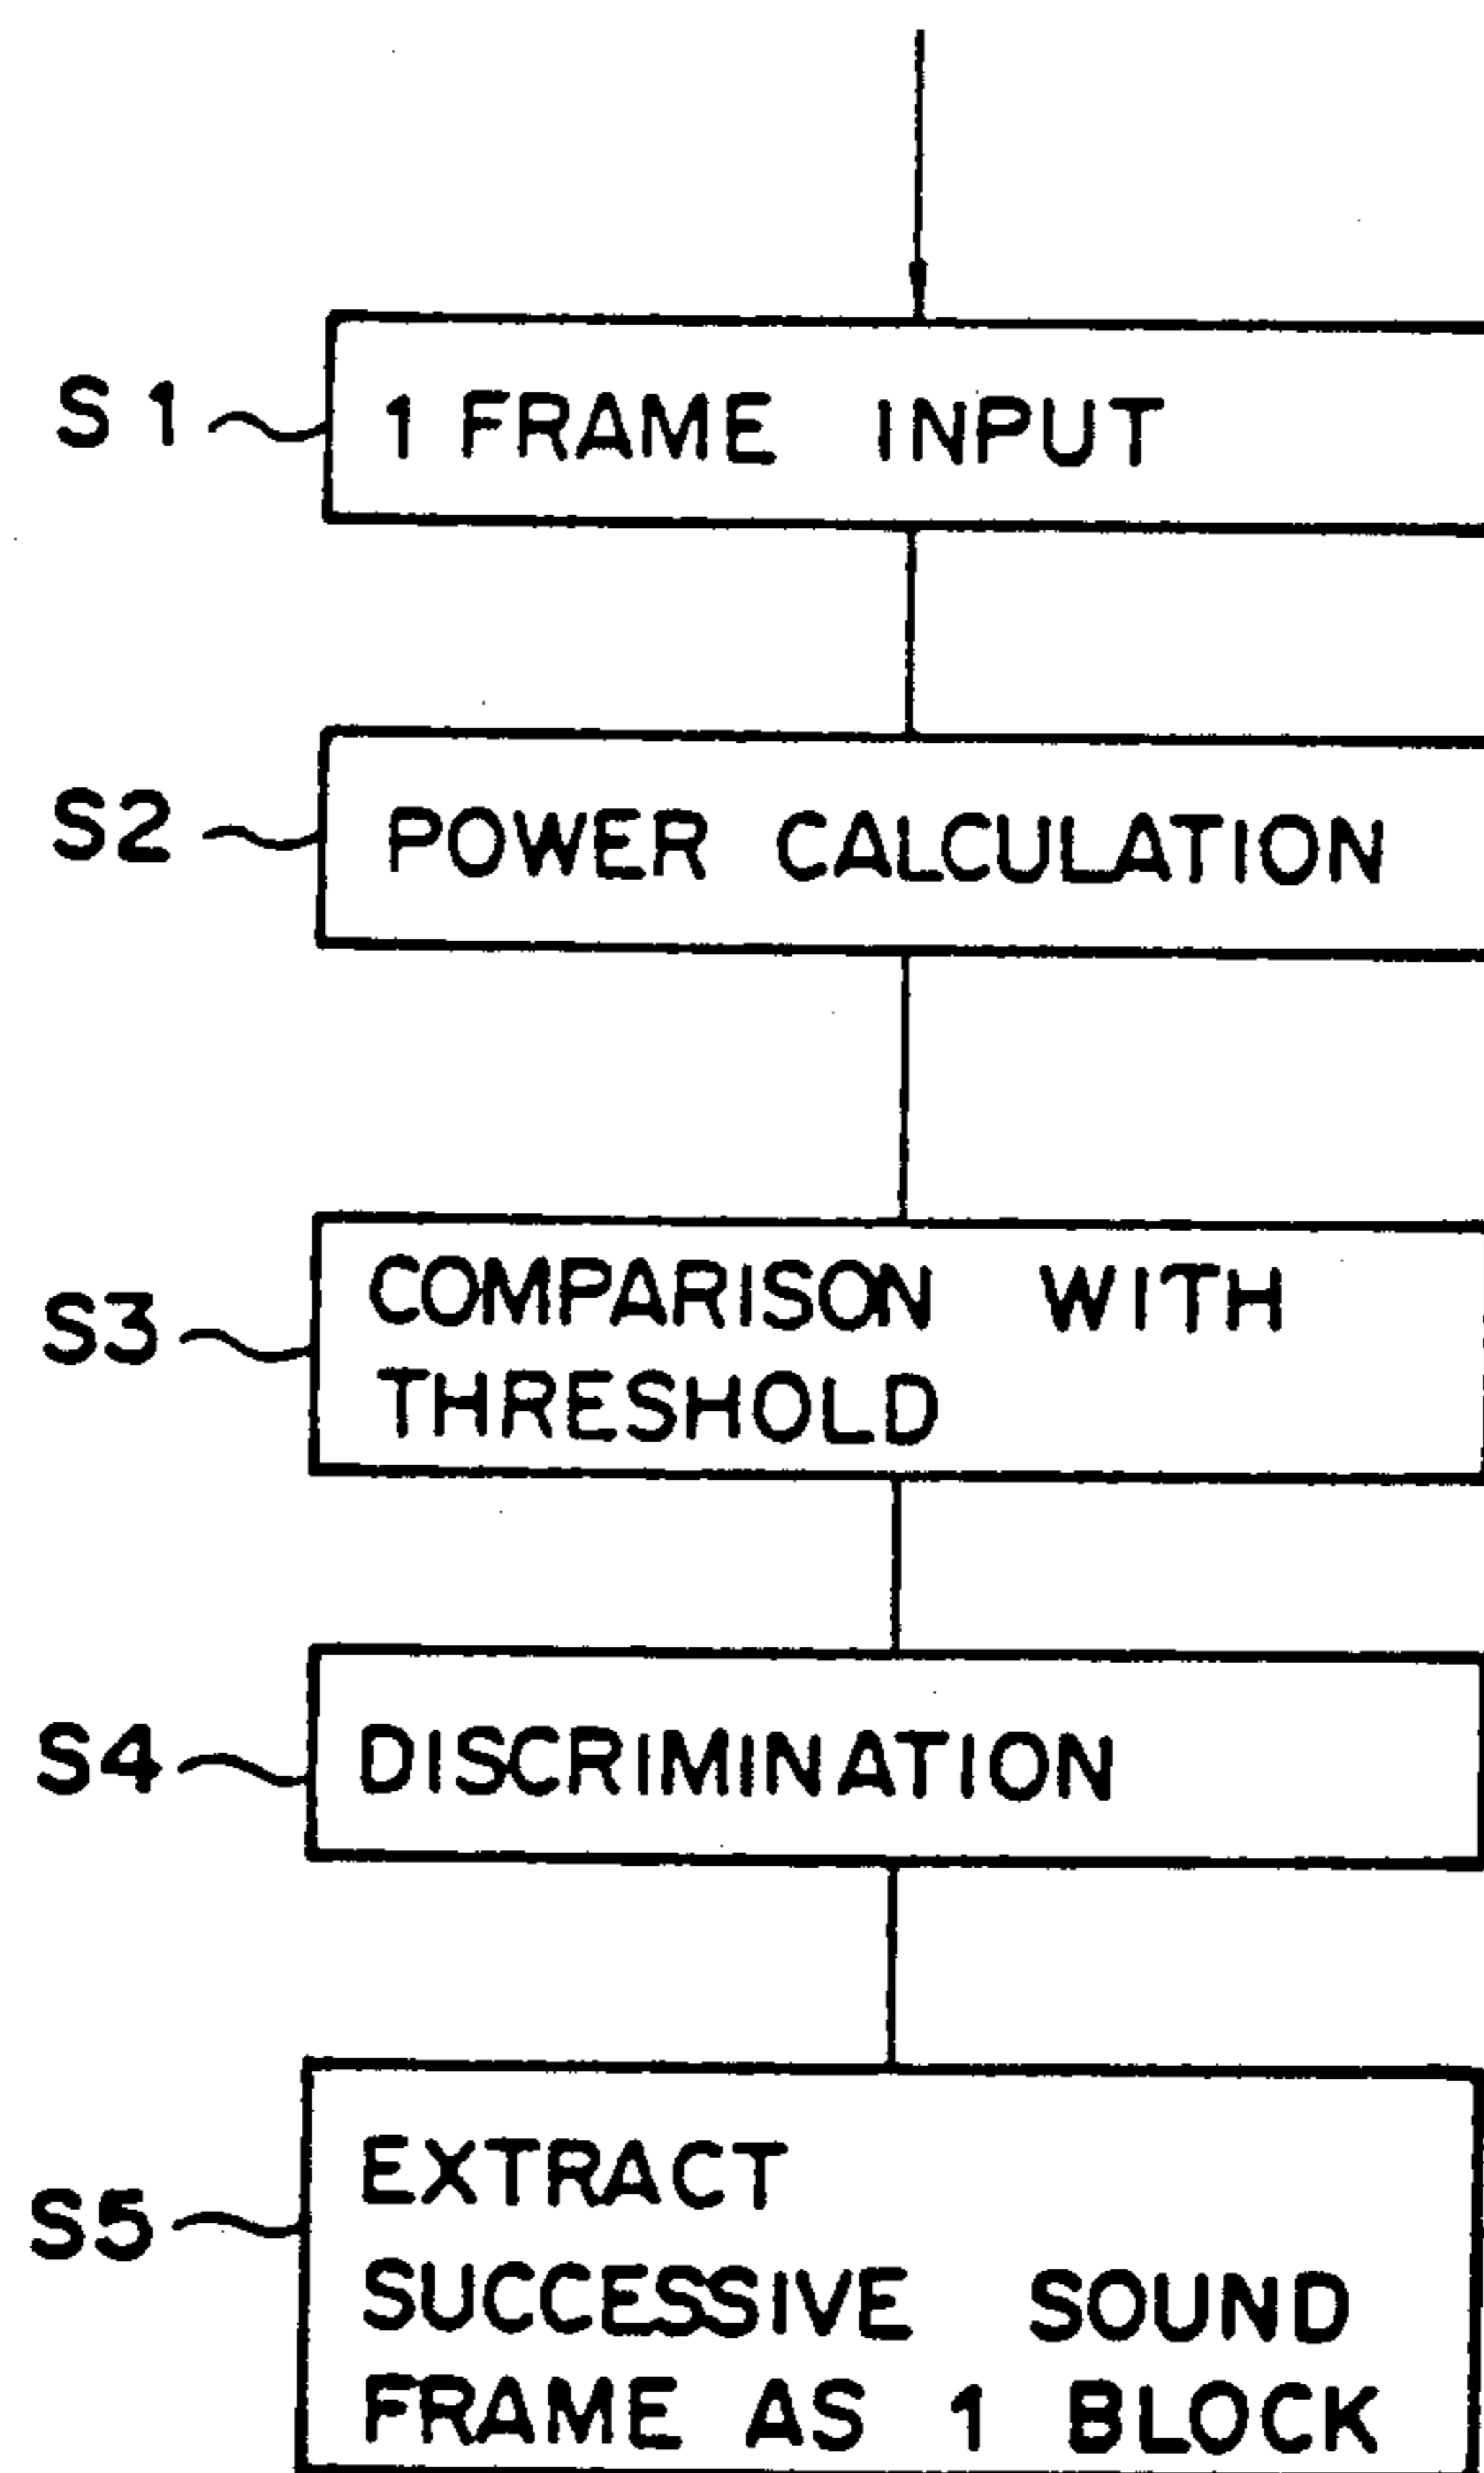 S1 1 FRAME INPUT
S2 POWER CALCULATION
S3 COMPARISON WITH
THRESHOLD
S4 DISCRIMINATION
S5 EXTRACT
SUCCESSIVE SOUND
FRAME AS 1 BLOCK